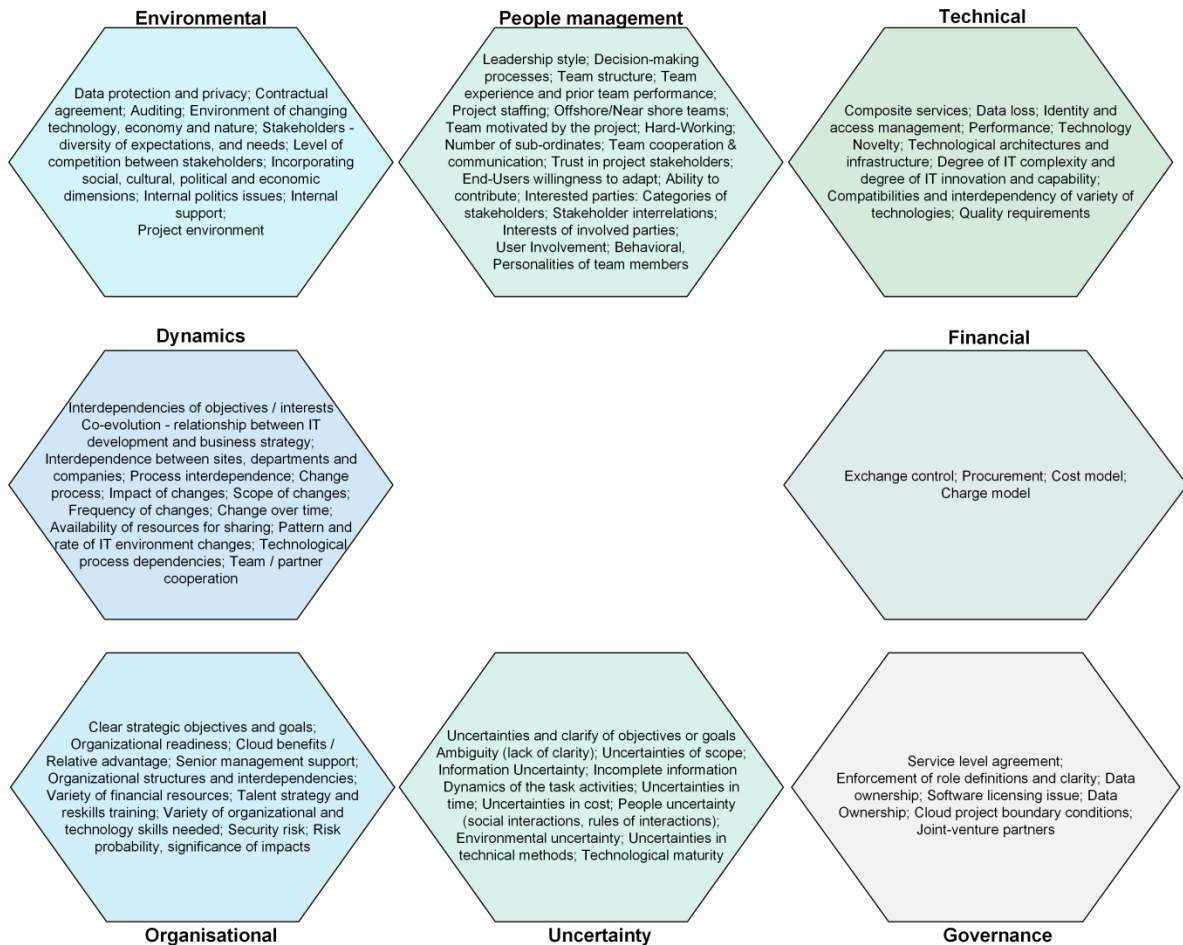 Environmental
Data protection and privacy; Contractual
agreement; Auditing; Environment of changing
technology, economy and nature; Stakeholders -
diversity of expectations, and needs; Level of
competition between stakeholders; Incorporating
social, cultural, political and economic
dimensions; Internal politics issues; Internal
support;
Project environment
People management
Leadership style; Decision-making
processes; Team structure; Team
experience and prior team performance;
Project staffing; Offshore/Near shore teams;
Team motivated by the project; Hard-Working;
Number of sub-ordinates; Team cooperation &
communication; Trust in project stakeholders;
End-Users willingness to adapt; Ability to
contribute; Interested parties: Categories of
stakeholders; Stakeholder interrelations;
Interests of involved parties;
User Involvement; Behavioral,
Personalities of team members
Technical
Composite services; Data loss; Identity and
access management; Performance; Technology
Novelty; Technological architectures and
infrastructure; Degree of IT complexity and
degree of IT innovation and capability;
Compatibilities and interdependency of variety of
technologies; Quality requirements
Dynamics
Interdependencies of objectives / interests
Co-evolution - relationship between IT
development and business strategy;
Interdependence between sites, departments and
companies; Process interdependence; Change
process; Impact of changes; Scope of changes;
Frequency of changes; Change over time;
Availability of resources for sharing; Pattern and
rate of IT environment changes; Technological
process dependencies; Team / partner
cooperation
Financial
Exchange control; Procurement; Cost model;
Charge model
Clear strategic objectives and goals;
Organizational readiness; Cloud benefits /
Relative advantage; Senior management support;
Organizational structures and interdependencies;
Variety of financial resources; Talent strategy and
reskills training; Variety of organizational and
technology skills needed; Security risk; Risk
probability, significance of impacts
Organisational
Uncertainties and clarify of objectives or goals
Ambiguity (lack of clarity); Uncertainties of scope;
Information Uncertainty; Incomplete information
Dynamics of the task activities; Uncertainties in
time; Uncertainties in cost; People uncertainty
(social interactions, rules of interactions);
Environmental uncertainty; Uncertainties in
technical methods; Technological maturity
Uncertainty
Service level agreement;
Enforcement of role definitions and clarity; Data
ownership; Software licensing issue; Data
Ownership; Cloud project boundary conditions;
Joint-venture partners
Governance